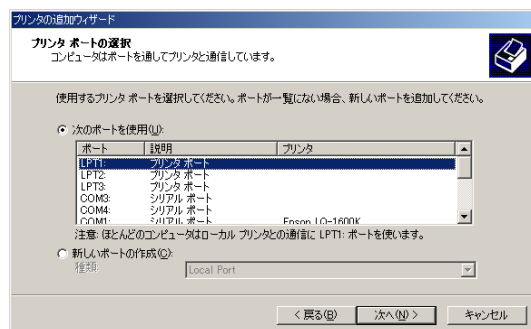 プリンタの追加ウィザード
プリンタ ポートの選択
コンピュータはポートを通してプリンタと通信しています。
使用するプリンタ ポートを選択してください。ポートが一覧にない場合、新しいポートを追加してください。
次のポートを使用(U):
ポート 説明 プリンタ
LPT1: プリンタ ポート
LPT2: プリンタ ポート
LPT3: プリンタ ポート
COM3: シリアル ポート
COM4: シリアル ポート
COM1: シリアル ポート Epson LQ-1600K
注意: ほとんどのコンピュータはローカル プリンタとの通信に LPT1: ポートを使います。
新しいポートの作成(C):
種類: Local Port
< 戻る(B) 次へ(N) > キャンセル